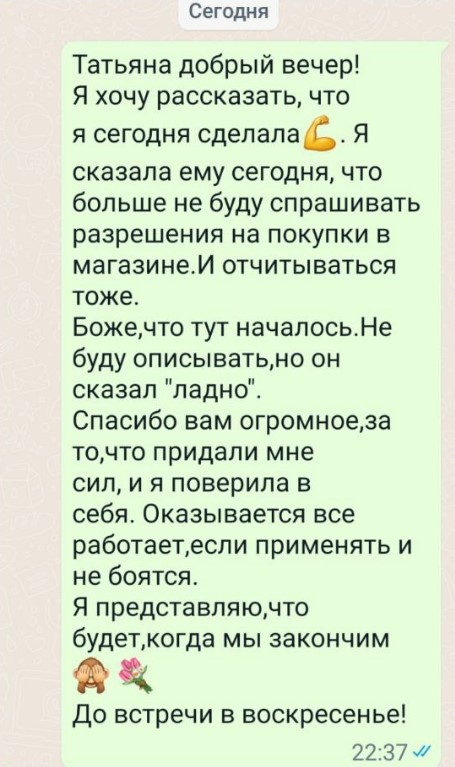 Сегодня
Татьяна добрый вечер!
Я хочу рассказать, что
я сегодня сделала💪. Я
сказала ему сегодня, что
больше не буду спрашивать
разрешения на покупки в
магазине.И отчитываться
тоже.
Боже,что тут началось.Не
буду описывать,но он
сказал "ладно".
Спасибо вам огромное,за
то,что придали мне
сил, и я поверила в
себя. Оказывается все
работает,если применять и
не боятся.
Я представляю,что
будет,когда мы закончим
🙈 💐
До встречи в воскресенье!
22:37